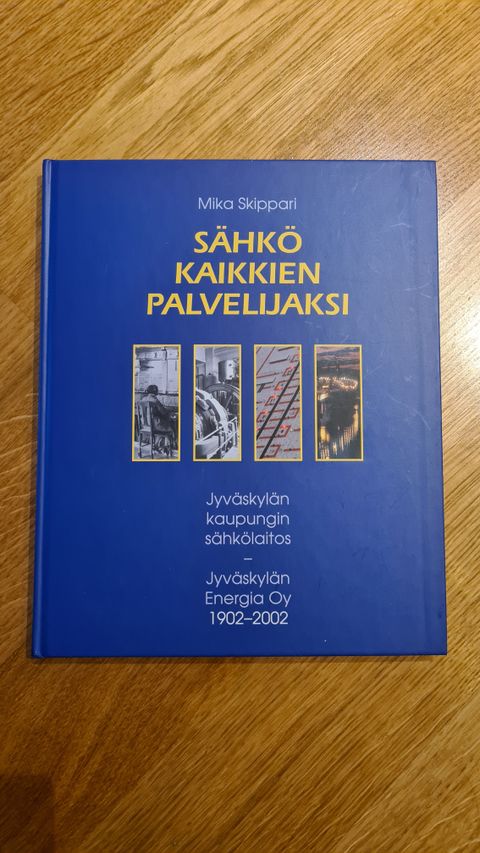 Mika Skippari
SÄHKÖ
KAIKKIEN
PALVELIJAKSI
Jyväskylän
kaupungin
sähkölaitos
–
Jyväskylän
Energia Oy
1902–2002